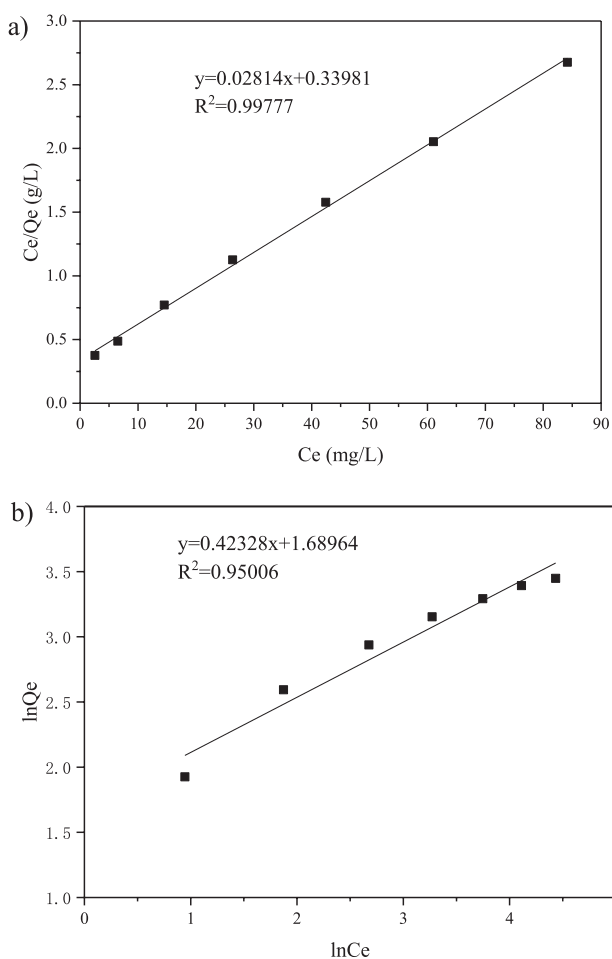 a)
y=0.02814x+0.33981
R²=0.99777
Ce/Qe (g/L)
3.0
2.5
2.0
1.5
1.0
0.5
0.0
0 10 20 30 40 50 60 70 80 90
Ce (mg/L)
b)
y=0.42328x+1.68964
R²=0.95006
lnQe
4.0
3.5
3.0
2.5
2.0
1.5
1.0
0 1 2 3 4
lnCe